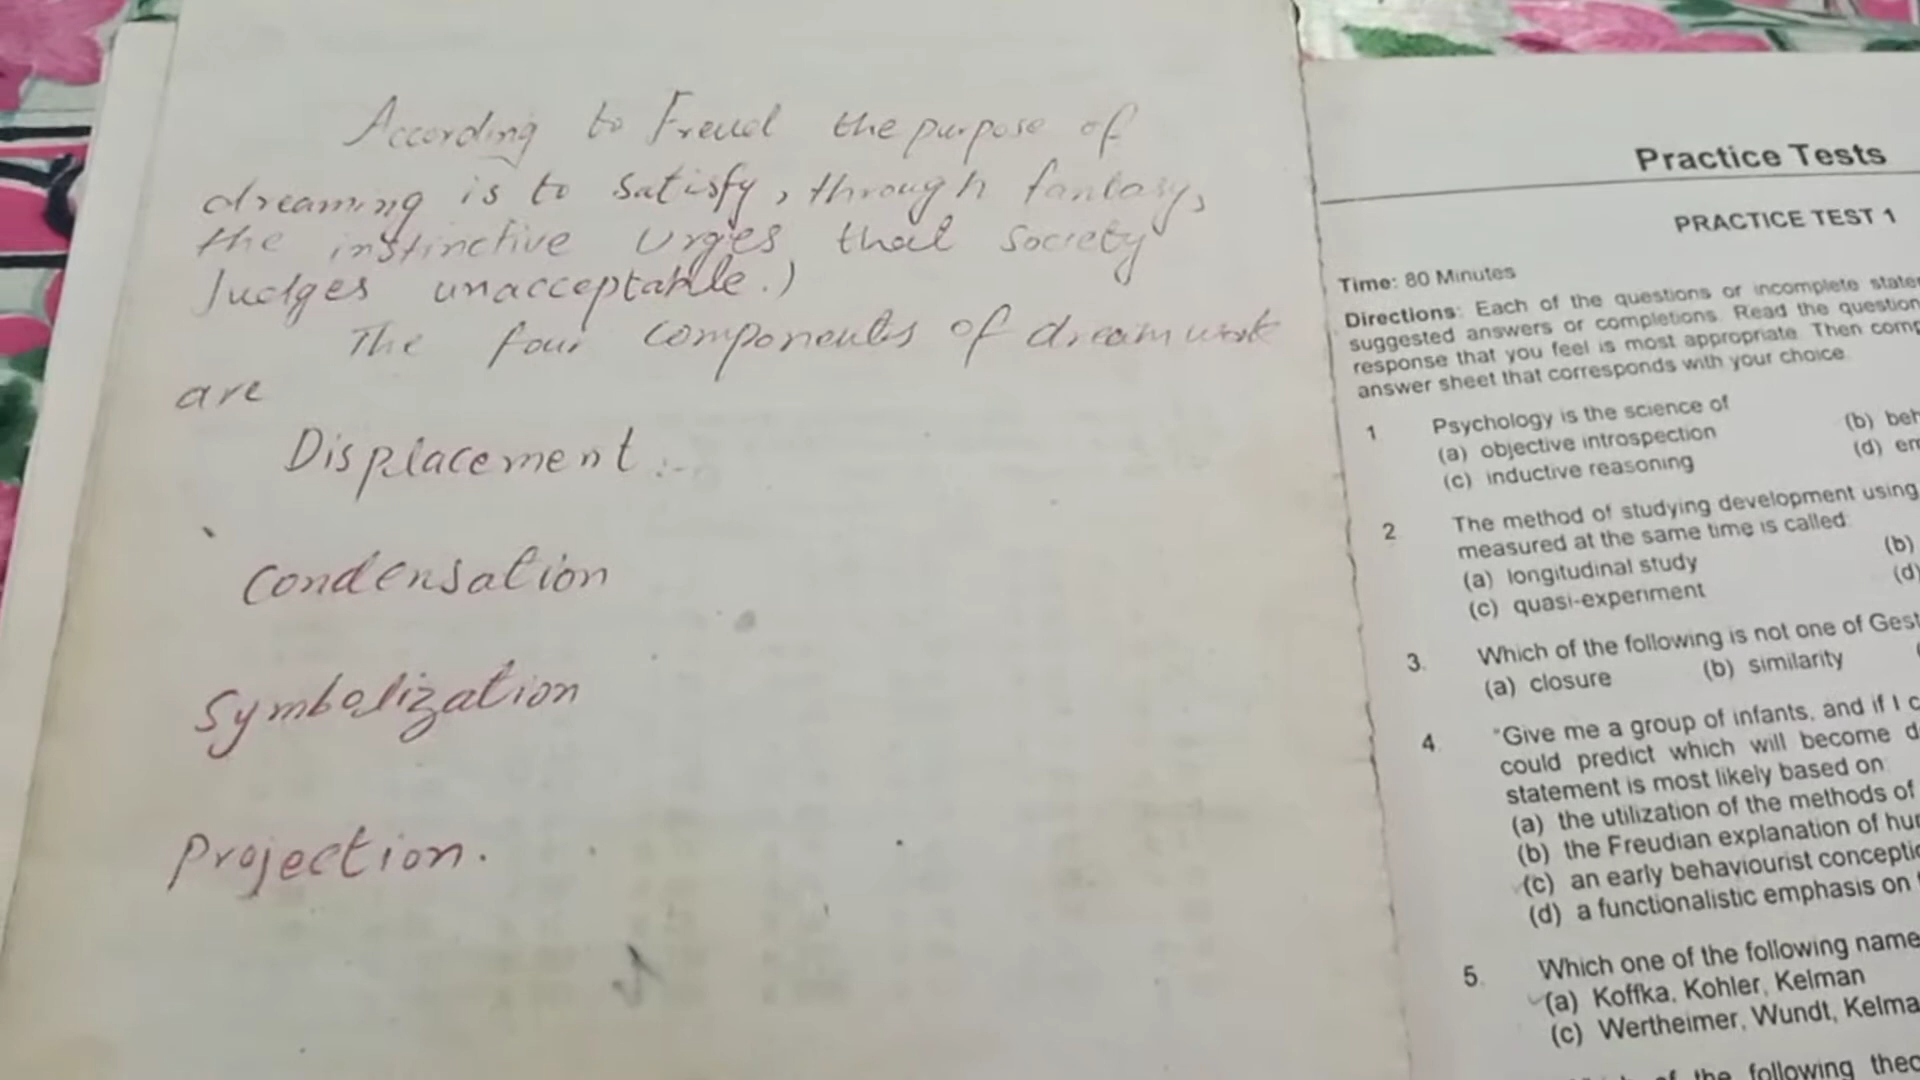 According to Freud the purpose of
dreaming is to satisfy, through fantasy,
the instinctive urges that society
Judges unacceptable.)
The four components of dream work
are
Displacement :-
Condensation
Symbolization
Projection.
Practice Tests
PRACTICE TEST 1
Time: 80 Minutes
Directions: Each of the questions or incomplete
suggested answers or completions. Read the question
response that you feel is most appropriate. Then
answer sheet that corresponds with your choice.
1 Psychology is the science of
(a) objective introspection (b)
(c) inductive reasoning (d)
2 The method of studying development using
measured at the same time is called:
(a) longitudinal study (b)
(c) quasi-experiment (d)
3. Which of the following is not one of
(a) closure (b) similarity
4. "Give me a group of infants, and if I
could predict which will become
statement is most likely based on
(a) the utilization of the methods of
(b) the Freudian explanation of
(c) an early behaviourist
(d) a functionalistic emphasis on
5. Which one of the following
(a) Koffka, Kohler, Kelman
(c) Wertheimer, Wundt,
of the following